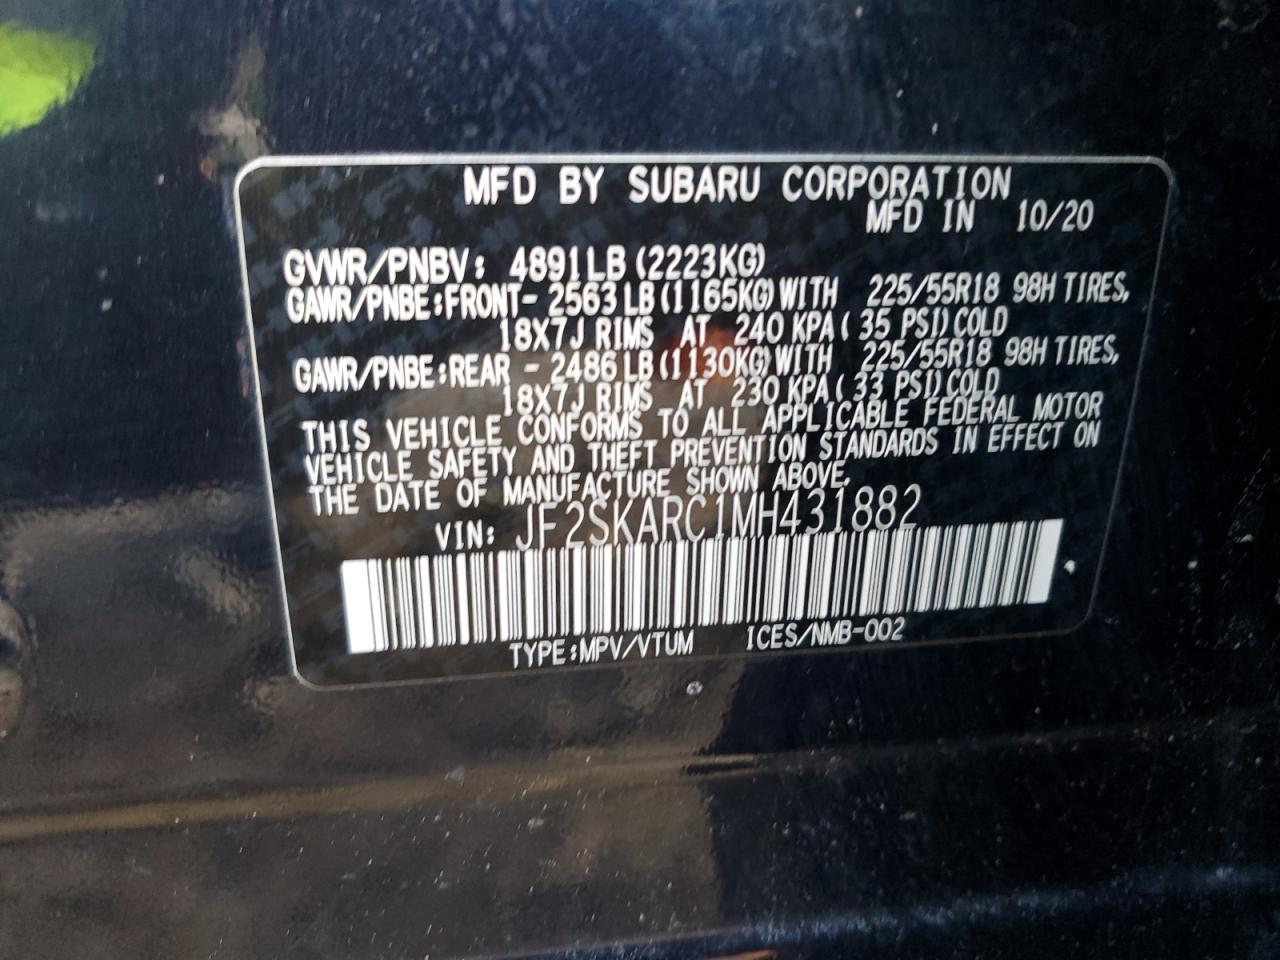 MFD BY SUBARU CORPORATION
MFD IN 10/20
GVWR/PNBV: 4891LB (2223KG)
GAWR/PNBE:FRONT- 2563 LB (1165KG) WITH 225/55R18 98H TIRES,
18X7J RIMS AT 240 KPA ( 35 PSI) COLD
GAWR/PNBE:REAR - 2486 LB (1130KG) WITH 225/55R18 98H TIRES,
18X7J RIMS AT 230 KPA ( 33 PSI) COLD
THIS VEHICLE CONFORMS TO ALL APPLICABLE FEDERAL MOTOR
VEHICLE SAFETY AND THEFT PREVENTION STANDARDS IN EFFECT ON
THE DATE OF MANUFACTURE SHOWN ABOVE.
VIN: JF2SKARC1MH431882
TYPE:MPV/VTUM ICES/NMB-002